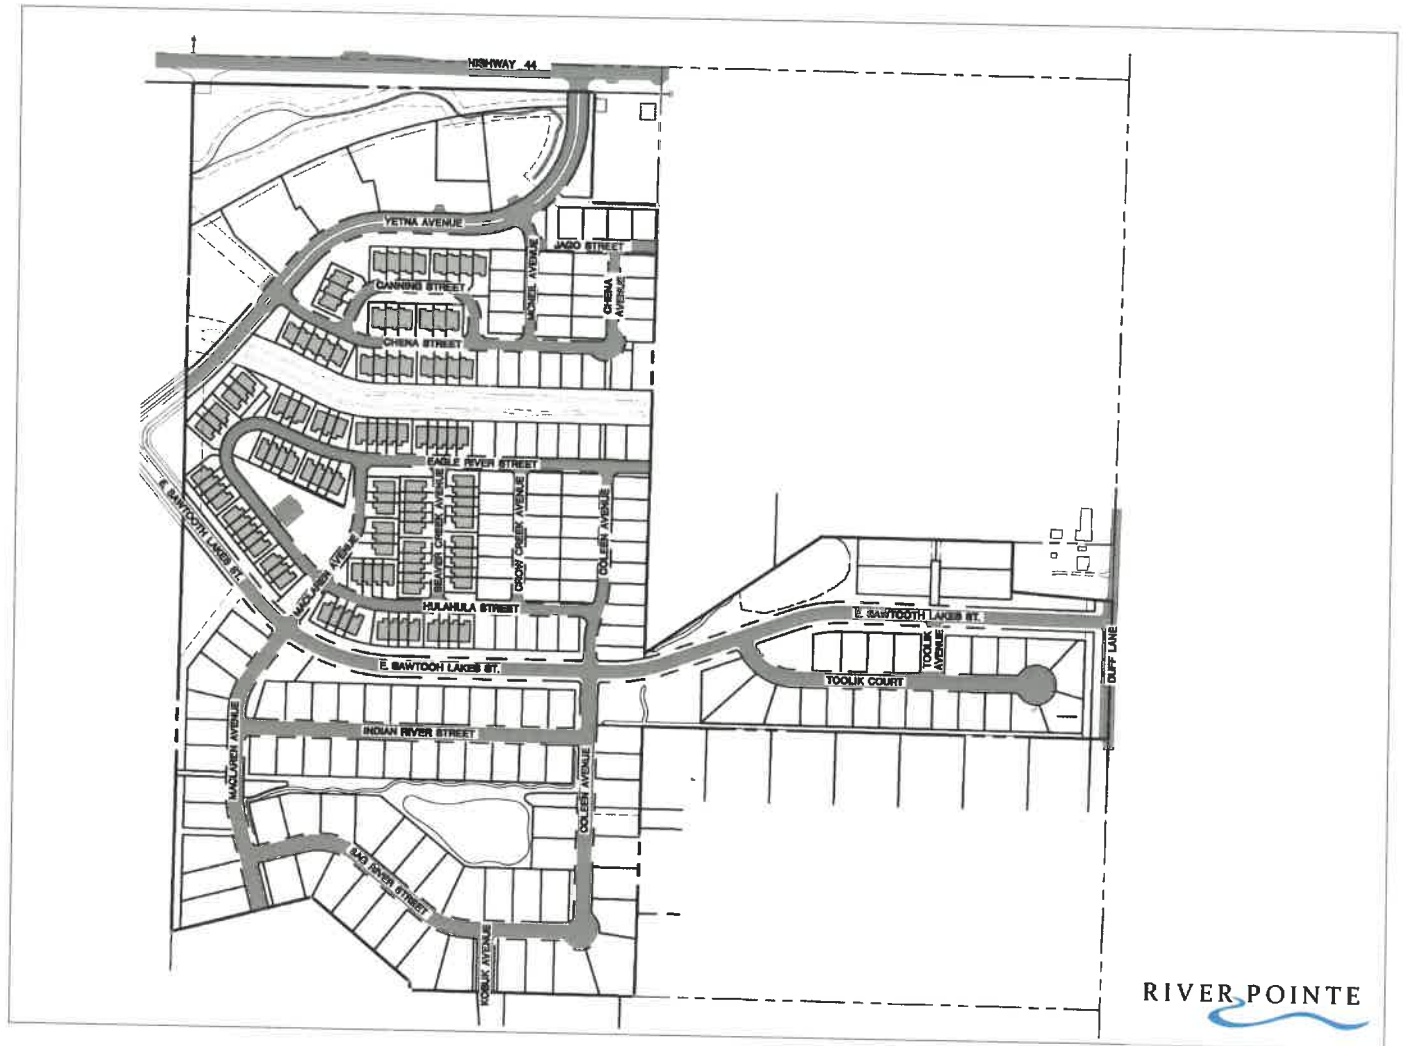 HIGHWAY 44
YETNA AVENUE
JAGO STREET
MCNEIL AVENUE
CANNING STREET
CHENA
AVENUE
CHENA STREET
EAGLE RIVER STREET
BEAVER CREEK AVENUE
CROW CREEK AVENUE
COLEEN AVENUE
E. SAWTOOTH LAKES ST.
MACLAREN AVENUE
HULAHULA STREET
E. SAWTOOTH LAKES ST.
TOOLIK
AVENUE
DUFF LANE
E. SAWTOOH LAKES ST.
TOOLIK COURT
MACLAREN AVENUE
INDIAN RIVER STREET
COLEEN AVENUE
SAG RIVER STREET
KOBUK AVENUE
RIVER POINTE